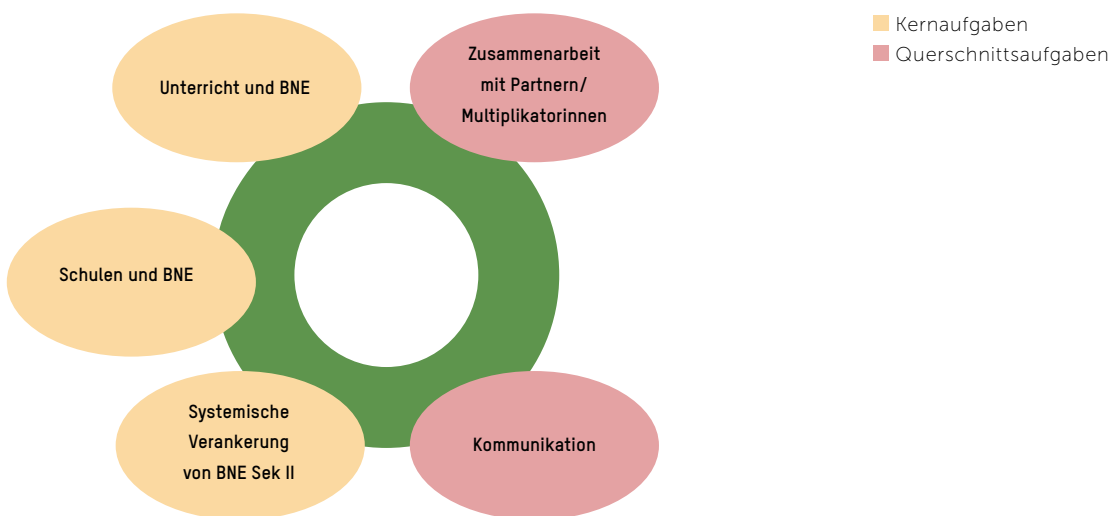 Unterricht und BNE
Zusammenarbeit
mit Partnern/
Multiplikatorinnen
Kernaufgaben
Querschnittsaufgaben
Schulen und BNE
Systemische
Verankerung
von BNE Sek II
Kommunikation